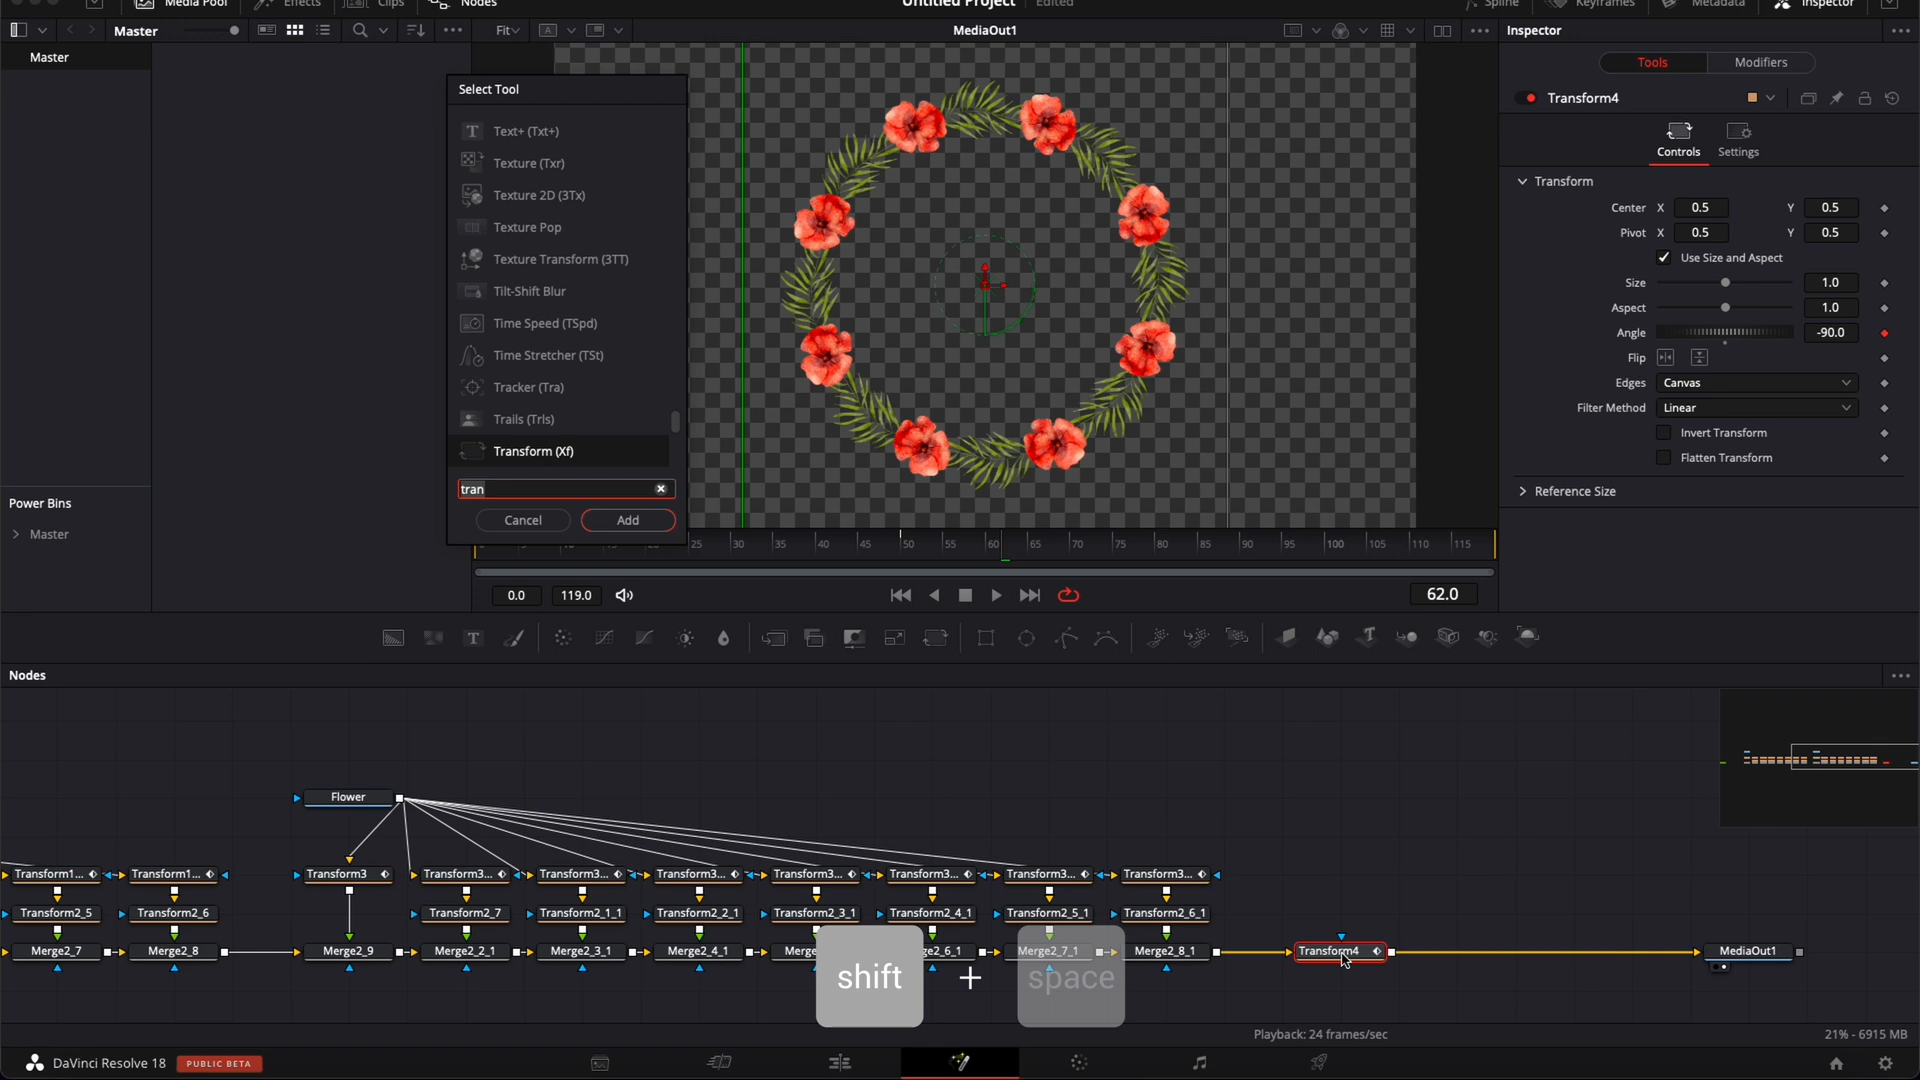 Media Pool
Effects
Clips
Nodes
Untitled Project
Edited
Spline
Keyframes
Metadata
Inspector
Master
Fit
MediaOut1
Inspector
Master
Select Tool
Text+ (Txt+)
Texture (Txr)
Texture 2D (3Tx)
Texture Pop
Texture Transform (3TT)
Tilt-Shift Blur
Time Speed (TSpd)
Time Stretcher (TSt)
Tracker (Tra)
Trails (Trls)
Transform (Xf)
tran
Cancel
Add
Tools
Modifiers
Transform4
Controls
Settings
Transform
Center X 0.5 Y 0.5
Pivot X 0.5 Y 0.5
Use Size and Aspect
Size 1.0
Aspect 1.0
Angle -90.0
Flip
Edges Canvas
Filter Method Linear
Invert Transform
Flatten Transform
Reference Size
Power Bins
Master
25 30 35 40 45 50 55 60 65 70 75 80 85 90 95 100 105 110 115
0.0
119.0
62.0
Nodes
Flower
Transform1...
Transform1...
Transform3
Transform3...
Transform3...
Transform3...
Transform3...
Transform3...
Transform3...
Transform3...
Transform2_5
Transform2_6
Transform2_7
Transform2_1_1
Transform2_2_1
Transform2_3_1
Transform2_4_1
Transform2_5_1
Transform2_6_1
Merge2_7
Merge2_8
Merge2_9
Merge2_2_1
Merge2_3_1
Merge2_4_1
Merge2_7_1
Merge2_8_1
Transform4
MediaOut1
shift + space
Playback: 24 frames/sec
21% - 6915 MB
DaVinci Resolve 18
PUBLIC BETA